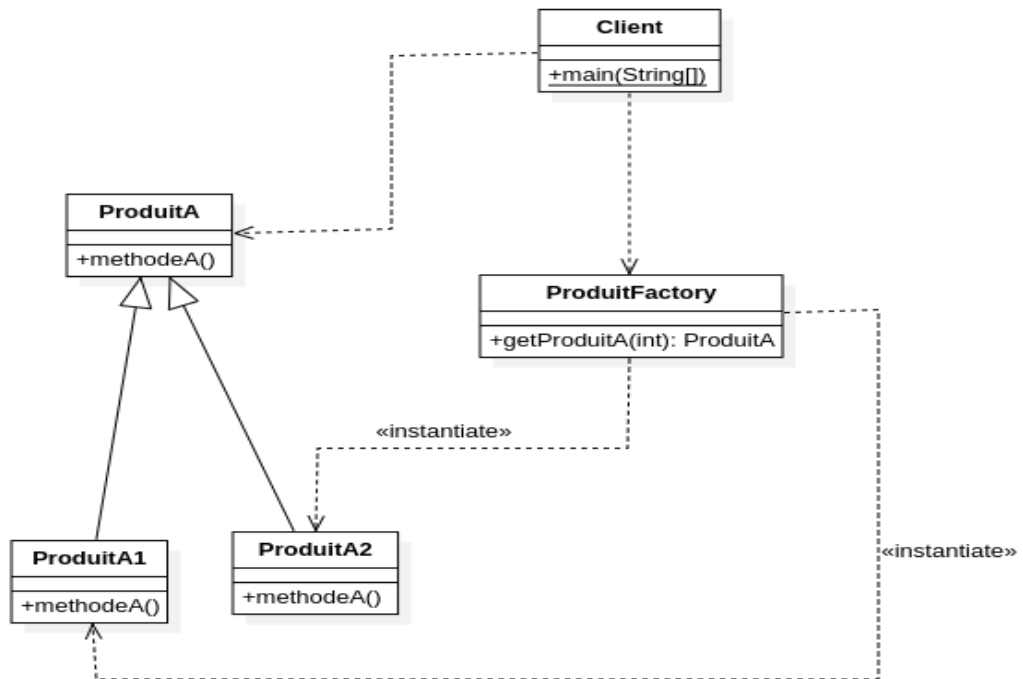 Client
+main(String[])
ProduitA
+methodeA()
ProduitFactory
+getProduitA(int): ProduitA
«instantiate»
ProduitA1
+methodeA()
ProduitA2
+methodeA()
«instantiate»